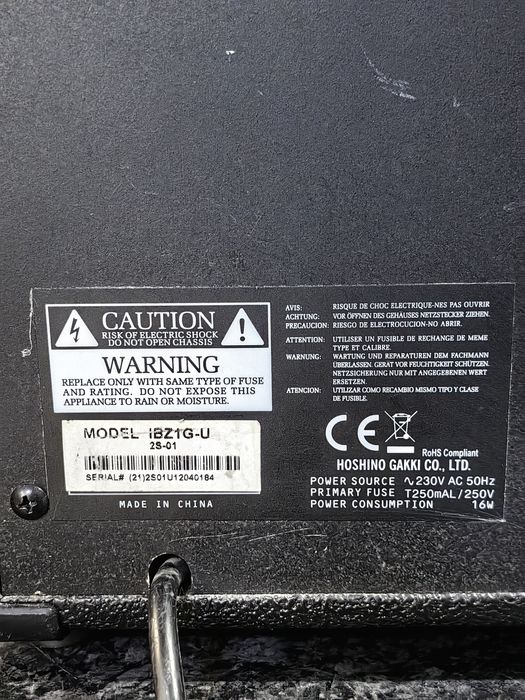 CAUTION
RISK OF ELECTRIC SHOCK
DO NOT OPEN CHASSIS
WARNING
REPLACE ONLY WITH SAME TYPE OF FUSE
AND RATING. DO NOT EXPOSE THIS
APPLIANCE TO RAIN OR MOISTURE.
MODEL IBZ1G-U
2S-01
SERIAL# (21)2S01U12040184
MADE IN CHINA
AVIS: RISQUE DE CHOC ELECTRIQUE-NES PAS OUVRIR
ACHTUNG: VOR ÖFFNEN DES GEHÄUSES NETZSTECKER ZIEHEN.
PRECAUCION: RIESGO DE ELECTROCUCION-NO ABRIR.
ATTENTION: UTILISER UN FUSIBLE DE RECHANGE DE MEME
TYPE ET CALIBRE.
WARNUNG: WARTUNG UND REPARATUREN DEM FACHMANN
ÜBERLASSEN. GERAT VOR FEUCHTIGKEIT SCHÜTZEN.
NETZSICHERUNG NUR MIT ANGEGEBENEN WERT
ERSETZEN.
ATENCION: UTILIZAR COMO RECAMBIO MISMO TIPO Y CLASE
DE FUSIBLE.
CE
RoHS Compliant
HOSHINO GAKKI CO., LTD.
POWER SOURCE ∿230V AC 50Hz
PRIMARY FUSE T250mAL/250V
POWER CONSUMPTION 16W